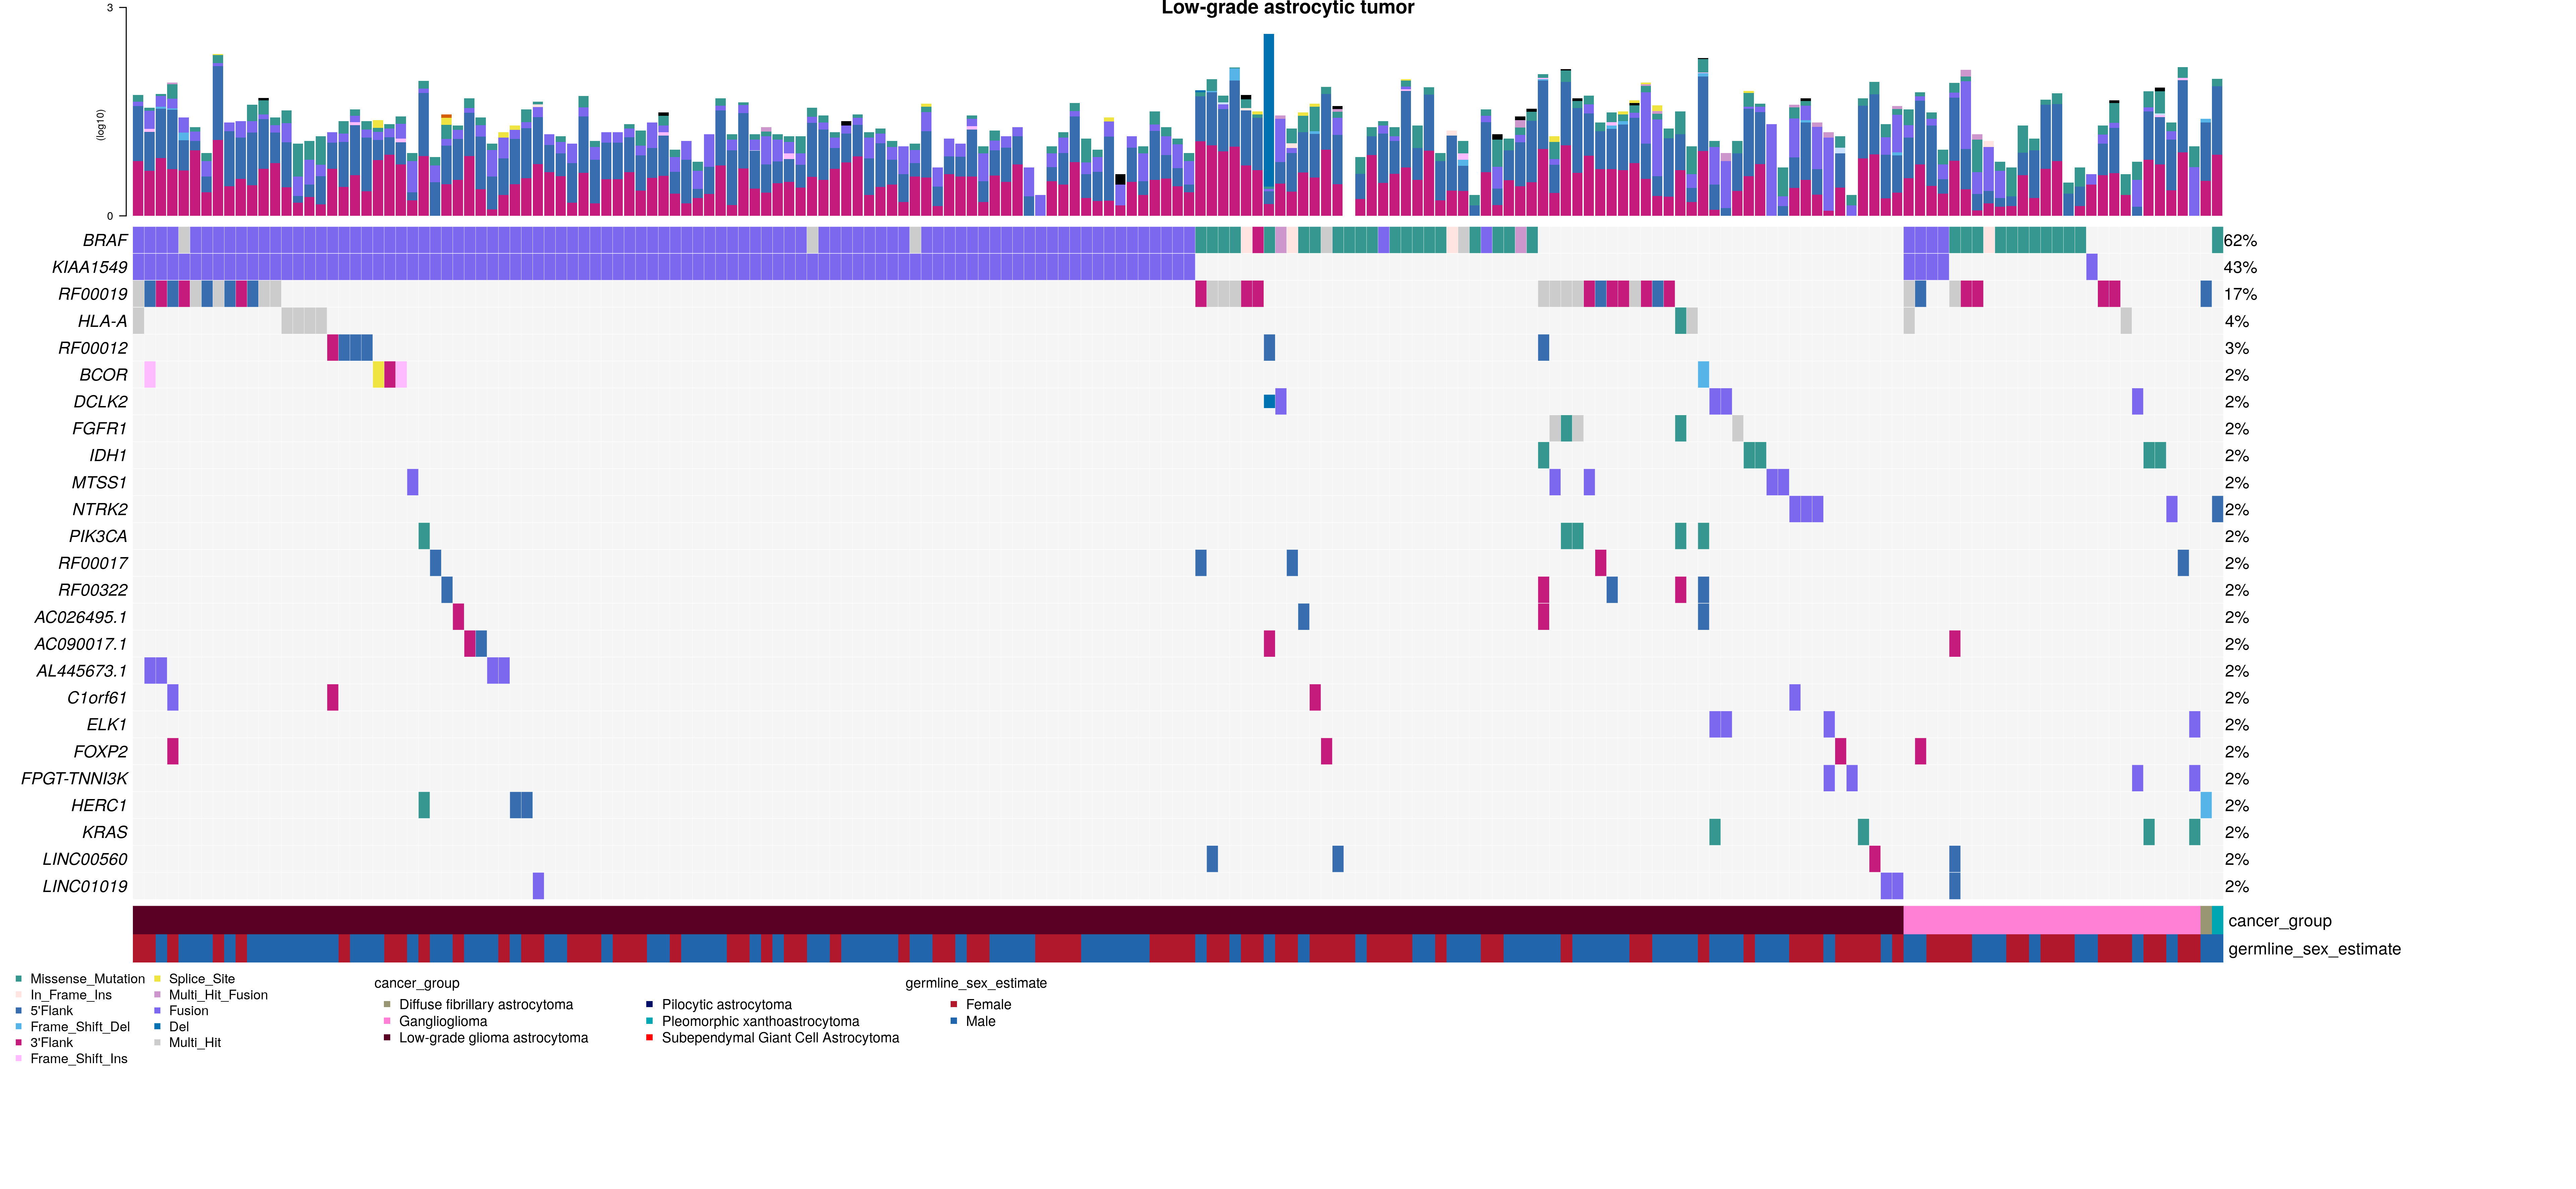 Low-grade astrocytic tumor
3
(log10)
0
BRAF 62%
KIAA1549 43%
RF00019 17%
HLA-A 4%
RF00012 3%
BCOR 2%
DCLK2 2%
FGFR1 2%
IDH1 2%
MTSS1 2%
NTRK2 2%
PIK3CA 2%
RF00017 2%
RF00322 2%
AC026495.1 2%
AC090017.1 2%
AL445673.1 2%
C1orf61 2%
ELK1 2%
FOXP2 2%
FPGT-TNNI3K 2%
HERC1 2%
KRAS 2%
LINC00560 2%
LINC01019 2%
cancer_group
germline_sex_estimate
Missense_Mutation
In_Frame_Ins
5'Flank
Frame_Shift_Del
3'Flank
Frame_Shift_Ins
Splice_Site
Multi_Hit_Fusion
Fusion
Del
Multi_Hit
cancer_group
Diffuse fibrillary astrocytoma
Ganglioglioma
Low-grade glioma astrocytoma
Pilocytic astrocytoma
Pleomorphic xanthoastrocytoma
Subependymal Giant Cell Astrocytoma
germline_sex_estimate
Female
Male